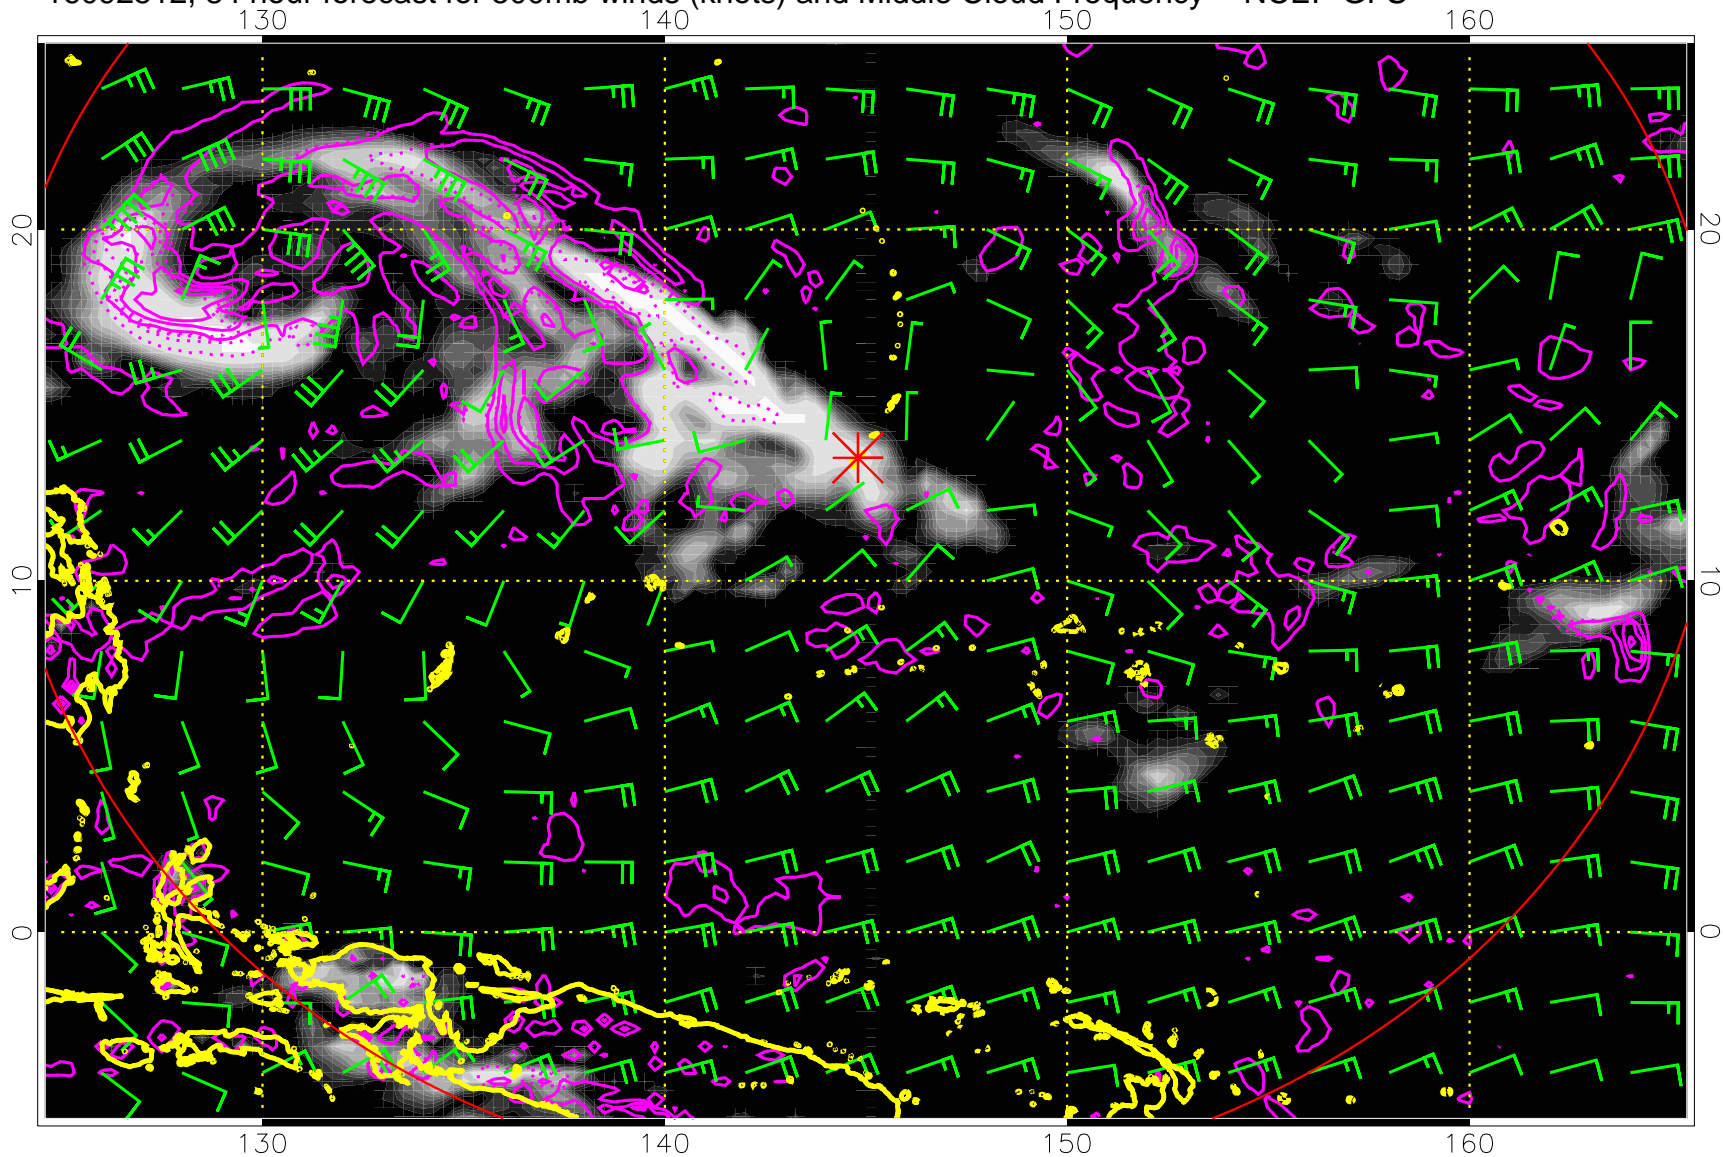 forecast for 500mb winds (knots) and Middle Cloud Frequency
130 140 150 160
20 20
10 10
0 0
130 140 150 160